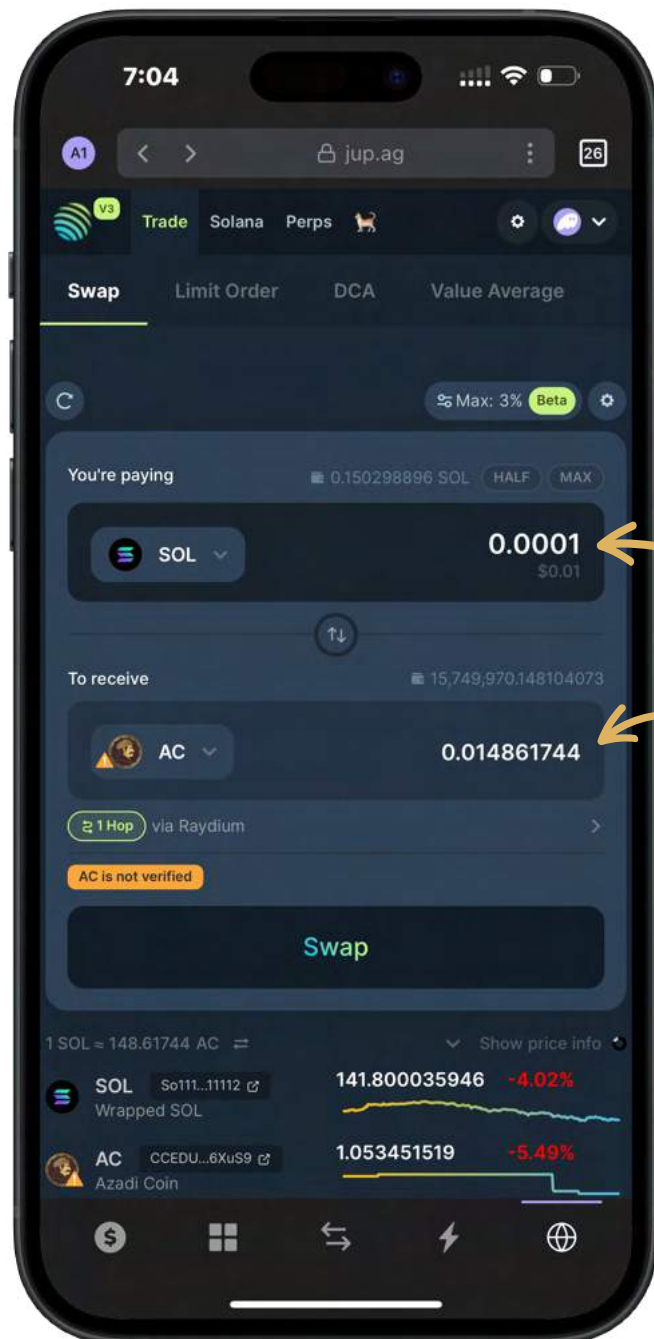 7:04
A1 jup.ag 26
V3 Trade Solana Perps
Swap Limit Order DCA Value Average
Max: 3% Beta
You're paying 0.150298896 SOL HALF MAX
SOL 0.0001
$0.01
To receive 15,749,970.148104073
AC 0.014861744
1 Hop via Raydium
AC is not verified
Swap
1 SOL ≈ 148.61744 AC Show price info
SOL So111...11112 141.800035946 -4.02%
Wrapped SOL
AC CCEDU...6XuS9 1.053451519 -5.49%
Azadi Coin